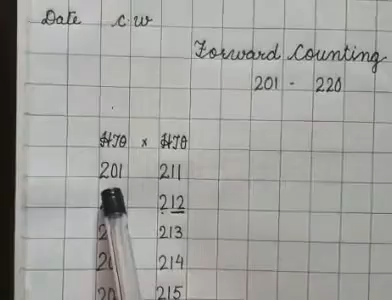 Date C.W
Forward Counting
201 - 220
HTO x HTO
201 211
212
213
214
215